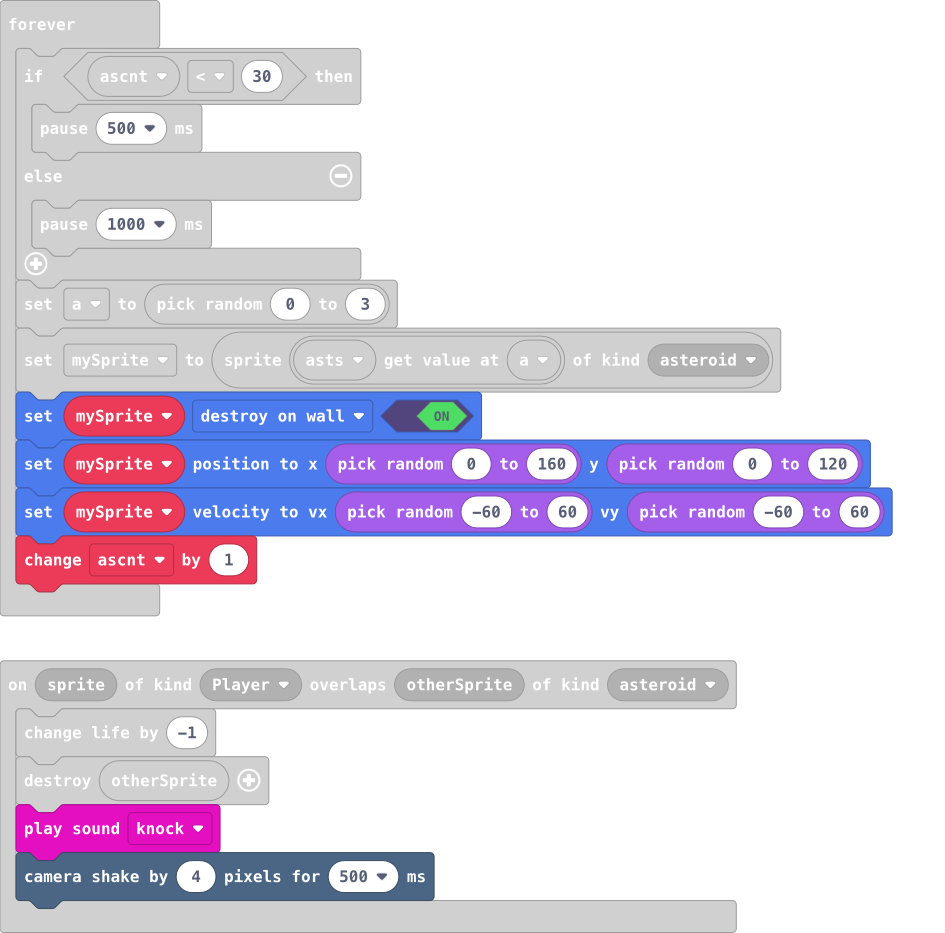 forever
if ascnt < 30 then
pause 500 ms
else
pause 1000 ms
set a to pick random 0 to 3
set mySprite to sprite asts get value at a of kind asteroid
set mySprite destroy on wall ON
set mySprite position to x pick random 0 to 160 y pick random 0 to 120
set mySprite velocity to vx pick random -60 to 60 vy pick random -60 to 60
change ascnt by 1
on sprite of kind Player overlaps otherSprite of kind asteroid
change life by -1
destroy otherSprite
play sound knock
camera shake by 4 pixels for 500 ms